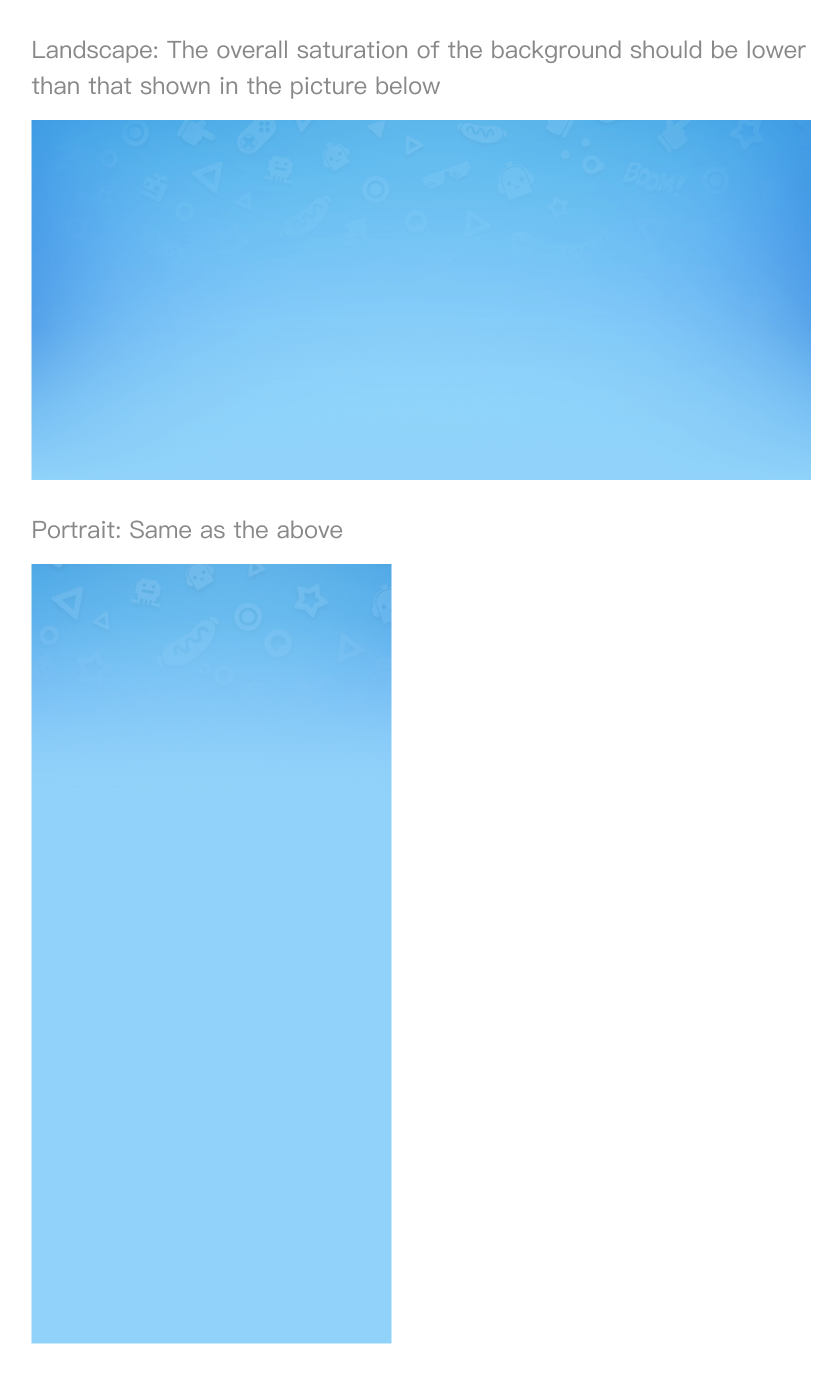 Landscape: The overall saturation of the background should be lower
than that shown in the picture below
BOOM!
Portrait: Same as the above